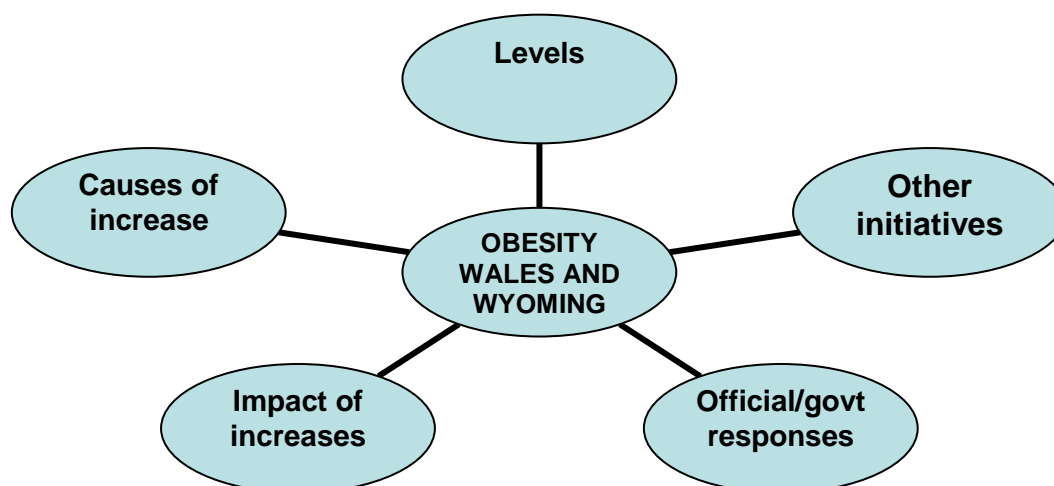 Levels
Causes of
increase
Other
initiatives
OBESITY
WALES AND
WYOMING
Impact of
increases
Official/govt
responses